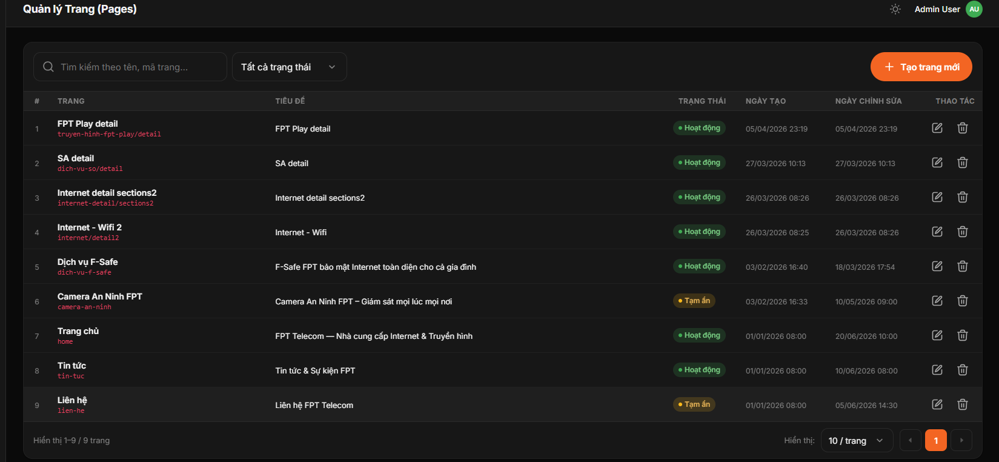 Quản lý Trang (Pages)
Admin User AU
Tìm kiếm theo tên, mã trang...
Tất cả trạng thái
+ Tạo trang mới
# TRANG TIÊU ĐỀ TRẠNG THÁI NGÀY TẠO NGÀY CHỈNH SỬA THAO TÁC
1 FPT Play detail FPT Play detail Hoạt động 05/04/2026 23:19 05/04/2026 23:19
truyen-hinh-fpt-play/detail
2 SA detail SA detail Hoạt động 27/03/2026 10:13 27/03/2026 10:13
dich-vu-so/detail
3 Internet detail sections2 Internet detail sections2 Hoạt động 26/03/2026 08:26 26/03/2026 08:26
internet-detail/sections2
4 Internet - Wifi 2 Internet - Wifi Hoạt động 26/03/2026 08:25 26/03/2026 08:26
internet/detail2
5 Dịch vụ F-Safe F-Safe FPT bảo mật Internet toàn diện cho cả gia đình Hoạt động 03/02/2026 16:40 18/03/2026 17:54
dich-vu-f-safe
6 Camera An Ninh FPT Camera An Ninh FPT – Giám sát mọi lúc mọi nơi Tạm ẩn 03/02/2026 16:33 10/05/2026 09:00
camera-an-ninh
7 Trang chủ FPT Telecom — Nhà cung cấp Internet & Truyền hình Hoạt động 01/01/2026 08:00 20/06/2026 10:00
home
8 Tin tức Tin tức & Sự kiện FPT Hoạt động 01/01/2026 08:00 10/06/2026 08:00
tin-tuc
9 Liên hệ Liên hệ FPT Telecom Tạm ẩn 01/01/2026 08:00 05/06/2026 14:30
lien-he
Hiển thị 1–9 / 9 trang
Hiển thị: 10 / trang 1